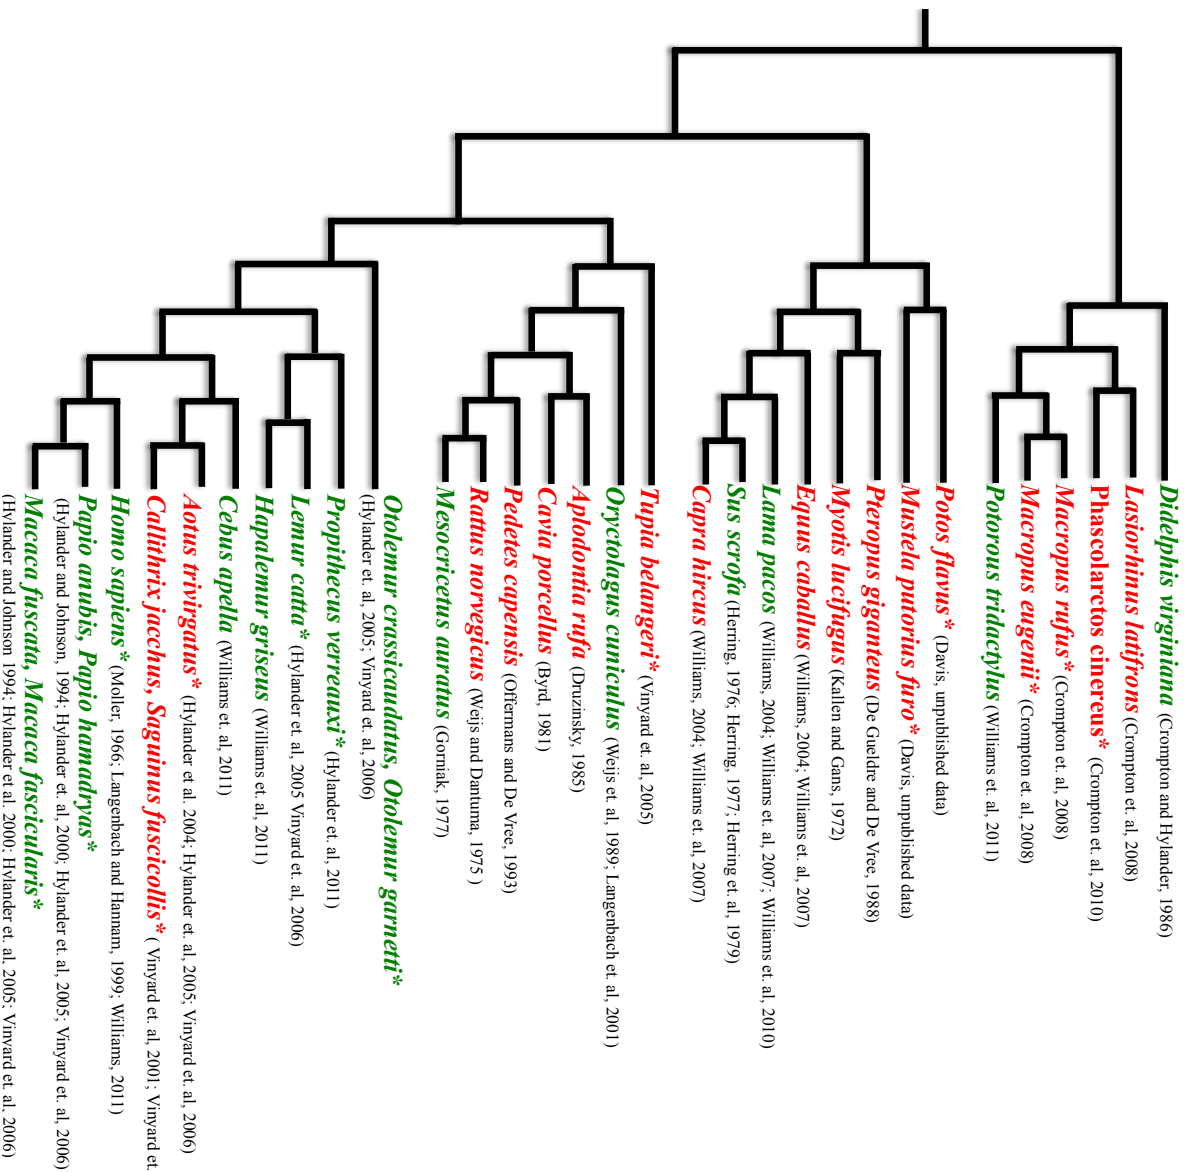 Didelphis virginiana (Crompton and Hylander, 1986)
Lasiorhinus latifrons (Crompton et. al, 2008)
Phascolarctos cinereus* (Crompton et. al, 2010)
Macropus rufus* (Crompton et. al, 2008)
Macropus eugenii* (Crompton et. al, 2008)
Potorous tridactylus (Williams et. al, 2011)
Potos flavus* (Davis, unpublished data)
Mustela putorius furo* (Davis, unpublished data)
Pteropus giganteus (De Gueldre and De Vree, 1988)
Myotis lucifugus (Kallen and Gans, 1972)
Equus caballus (Williams, 2004; Williams et. al, 2007)
Lama pacos (Williams, 2004; Williams et. al, 2007; Williams et. al, 2010)
Sus scrofa (Herring, 1976; Herring, 1977; Herring et. al, 1979)
Capra hircus (Williams, 2004; Williams et. al, 2007)
Tupia belangeri* (Vinyard et. al, 2005)
Oryctolagus cuniculus (Weijs et. al, 1989; Langenbach et. al, 2001)
Aplodontia rufa (Druzinsky, 1985)
Cavia porcellus (Byrd, 1981)
Pedetes capensis (Offermans and De Vree, 1993)
Rattus norvegicus (Weijs and Dantuma, 1975 )
Mesocricetus auratus (Gorniak, 1977)
Otolemur crassicaudatus, Otolemur garnetti*
(Hylander et. al, 2005; Vinyard et. al, 2006)
Propithecus verreauxi* (Hylander et. al, 2011)
Lemur catta* (Hylander et. al, 2005 Vinyard et. al, 2006)
Hapalemur griseus (Williams et. al, 2011)
Cebus apella (Williams et. al, 2011)
Aotus trivirgatus* (Hylander et al. 2004; Hylander et. al, 2005; Vinyard et. al, 2006)
Callithrix jacchus, Saguinus fuscicollis* ( Vinyard et. al, 2001; Vinyard et.
Homo sapiens* (Moller, 1966; Langenbach and Hannam, 1999; Williams, 2011)
Papio anubis, Papio hamadryas*
(Hylander and Johnson, 1994; Hylander et. al, 2000; Hylander et. al, 2005; Vinyard et. al, 2006)
Macaca fuscata, Macaca fascicularis*
(Hylander and Johnson 1994; Hylander et al. 2000; Hylander et. al, 2005; Vinyard et. al, 2006)